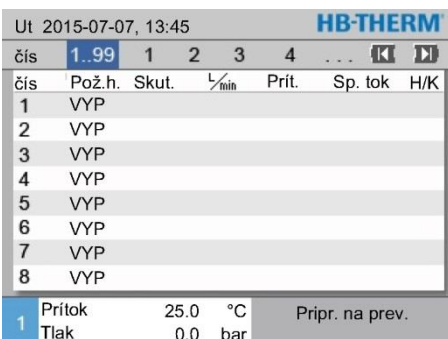 Ut 2015-07-07, 13:45 HB-THERM
čís 1..99 1 2 3 4 ...
čís Pož.h. Skut. L/min Prít. Sp. tok H/K
1 VYP
2 VYP
3 VYP
4 VYP
5 VYP
6 VYP
7 VYP
8 VYP
1 Prítok 25.0 °C Pripr. na prev.
Tlak 0.0 bar